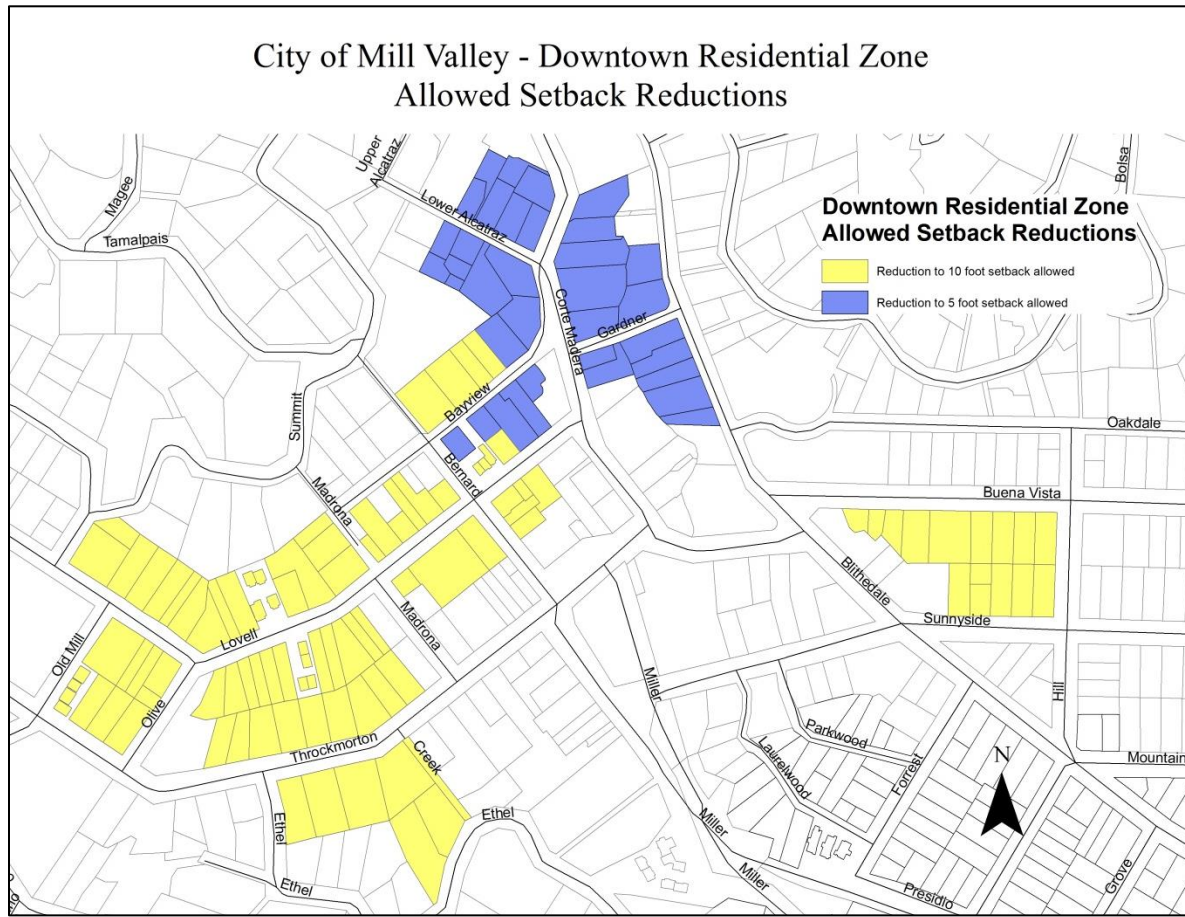 City of Mill Valley - Downtown Residential Zone
Allowed Setback Reductions
Upper
Alcatraz
Bolsa
Magee
Lower Alcatraz
Downtown Residential Zone
Allowed Setback Reductions
Tamalpais
Reduction to 10 foot setback allowed
Reduction to 5 foot setback allowed
Corte Madera
Gardner
Bayview
Summit
Oakdale
Bernard
Madrona
Buena Vista
Blithedale
Sunnyside
Madrona
Lovell
Old Mill
Olive
Miller
Hill
Throckmorton
Creek
Parkwood
Laurelwood
Forrest
N
Mountain
Ethel
Ethel
Miller
Miller
Ethel
Presidio
Grove